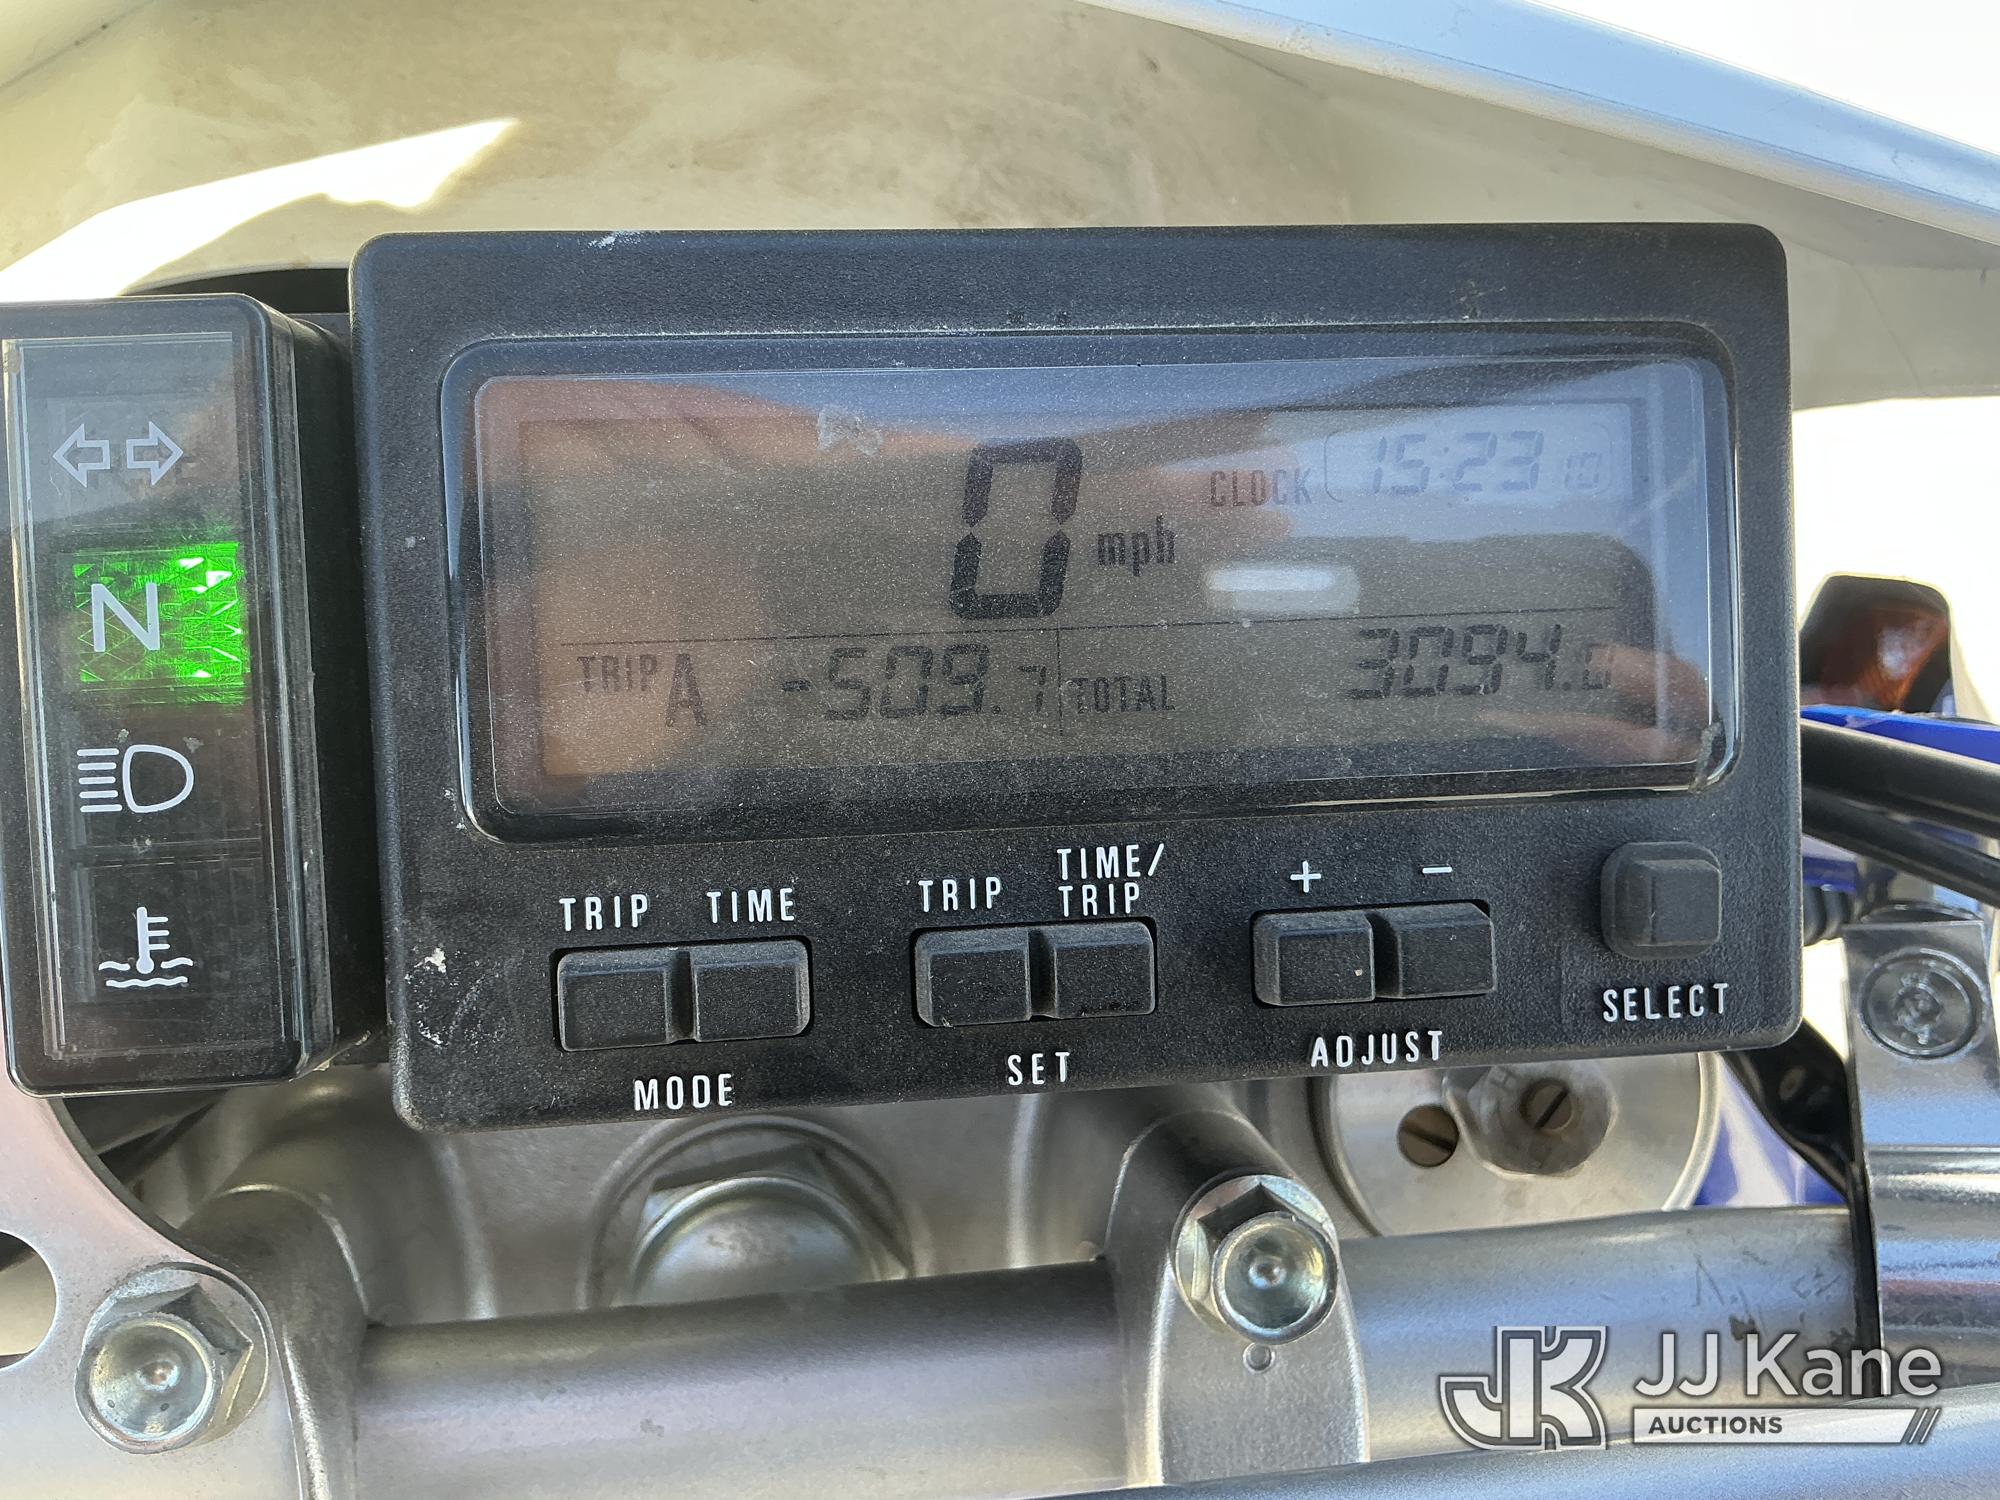 0 mph
CLOCK 15:23
N
TRIP A -509.7
TOTAL 3094.
TRIP TIME
TRIP TIME/
TRIP
+ -
MODE
SET
ADJUST
SELECT
JK JJ Kane
AUCTIONS